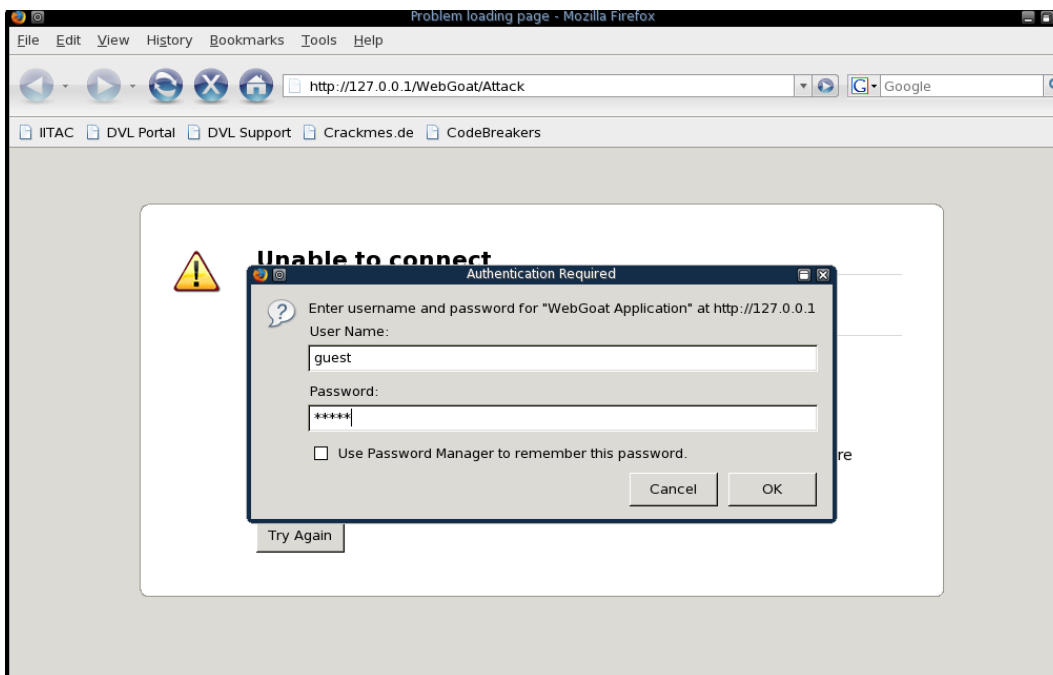 Problem loading page - Mozilla Firefox
File Edit View History Bookmarks Tools Help
http://127.0.0.1/WebGoat/Attack
G Google
IITAC DVL Portal DVL Support Crackmes.de CodeBreakers
Unable to connect
Authentication Required
Enter username and password for "WebGoat Application" at http://127.0.0.1
User Name:
guest
Password:
*****
Use Password Manager to remember this password.
re
Cancel OK
Try Again